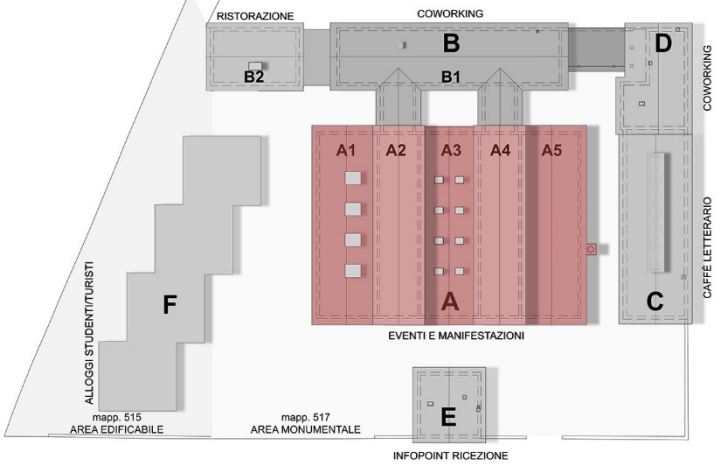 RISTORAZIONE
COWORKING
B
D
B2
B1
COWORKING
A1
A2
A3
A4
A5
CAFFÈ LETTERARIO
ALLOGGI STUDENTI/TURISTI
F
A
C
EVENTI E MANIFESTAZIONI
mapp. 515
AREA EDIFICABILE
mapp. 517
AREA MONUMENTALE
E
INFOPOINT RICEZIONE